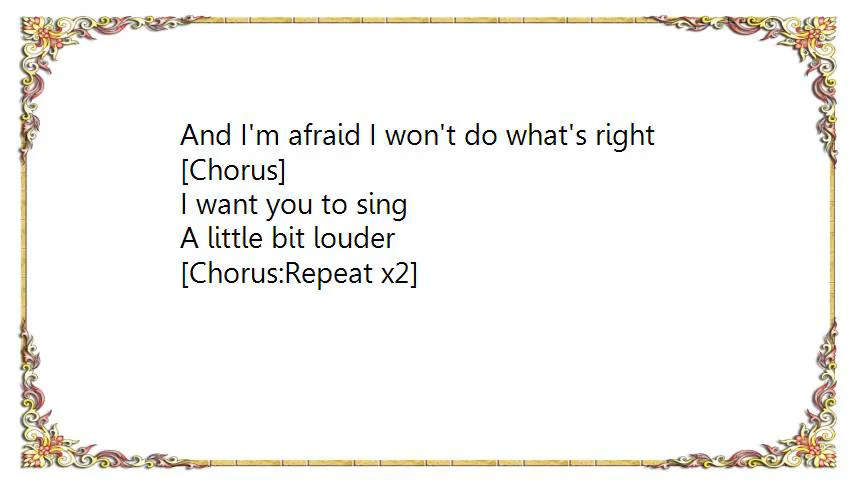 And I'm afraid I won't do what's right
[Chorus]
I want you to sing
A little bit louder
[Chorus:Repeat x2]